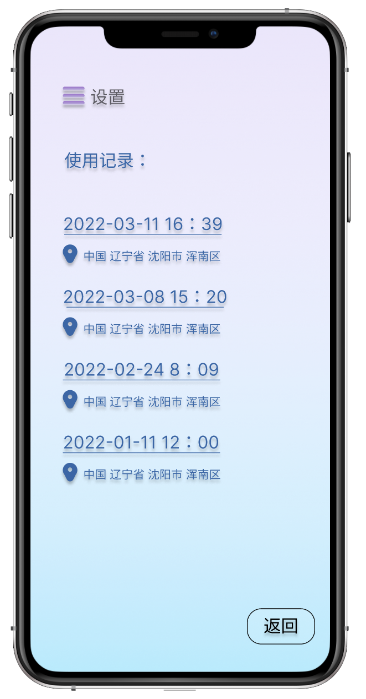 设置
使用记录：
2022-03-11 16：39
中国 辽宁省 沈阳市 浑南区
2022-03-08 15：20
中国 辽宁省 沈阳市 浑南区
2022-02-24 8：09
中国 辽宁省 沈阳市 浑南区
2022-01-11 12：00
中国 辽宁省 沈阳市 浑南区
返回